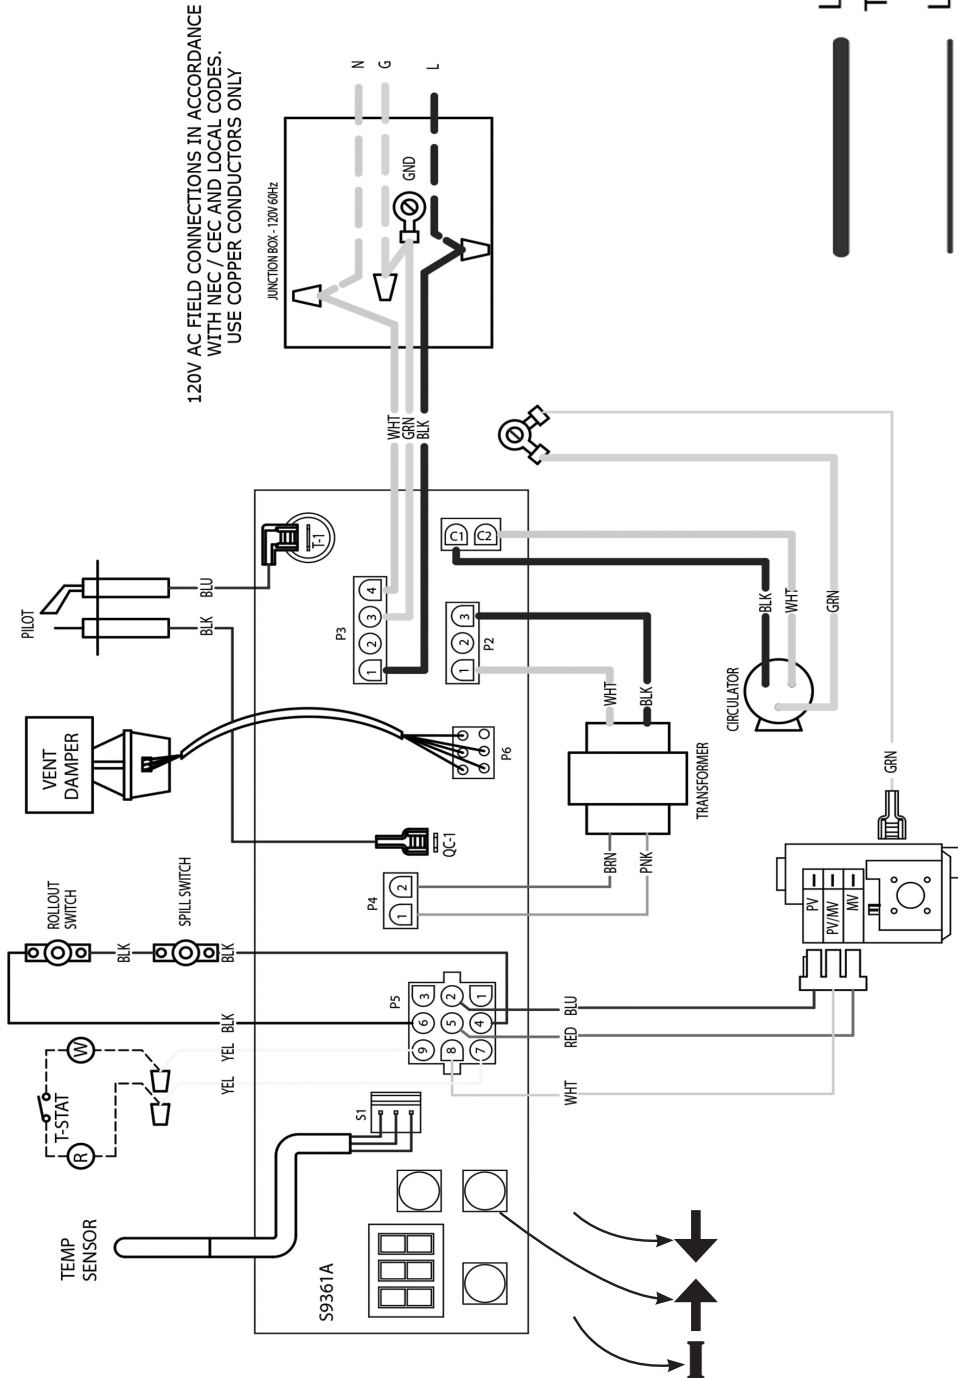 120V AC FIELD CONNECTIONS IN ACCORDANCE
WITH NEC / CEC AND LOCAL CODES.
USE COPPER CONDUCTORS ONLY
JUNCTION BOX - 120V 60Hz
N
G
L
GND
WHT
GRN
BLK
PILOT
BLU
BLK
T-1
P3
1
2
3
4
C1
C2
P2
1
2
3
VENT
DAMPER
P6
QC-1
WHT
BLK
TRANSFORMER
BRN
PNK
P4
1
2
BLK
WHT
GRN
CIRCULATOR
GRN
ROLLOUT
SWITCH
SPILL SWITCH
BLK
BLK
BLK
YEL
YEL
P5
3
2
1
6
5
4
9
8
7
BLU
RED
WHT
PV
PV/MV
MV
W
T-STAT
R
S1
TEMP
SENSOR
S9361A
L
T
L